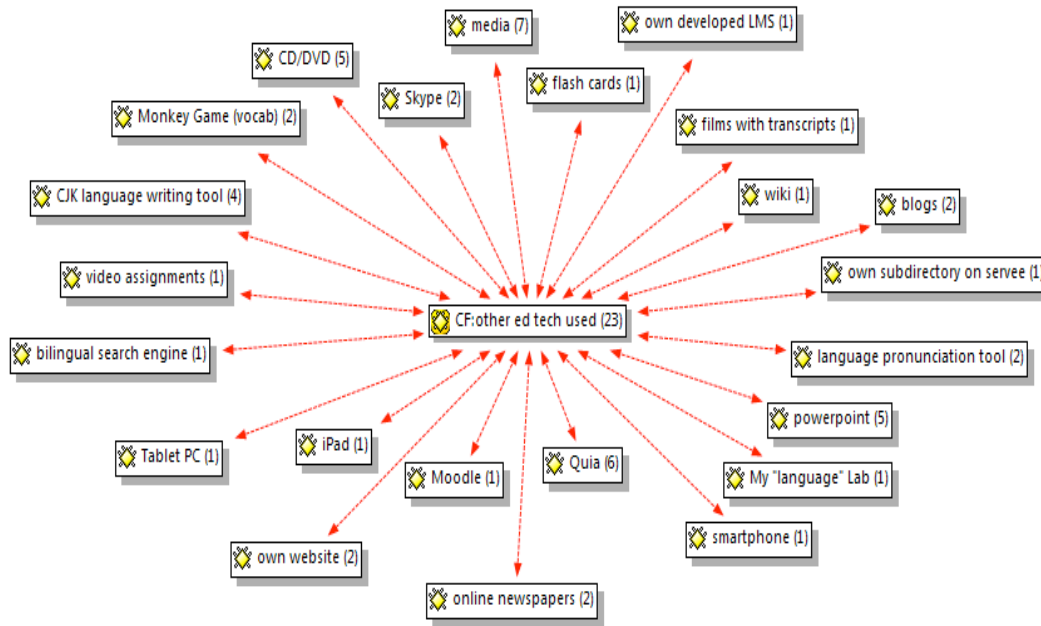 media (7)
own developed LMS (1)
CD/DVD (5)
flash cards (1)
Skype (2)
Monkey Game (vocab) (2)
films with transcripts (1)
CJK language writing tool (4)
wiki (1)
blogs (2)
video assignments (1)
own subdirectory on servee (1)
CF:other ed tech used (23)
bilingual search engine (1)
language pronunciation tool (2)
powerpoint (5)
Tablet PC (1)
iPad (1)
Moodle (1)
Quia (6)
My "language" Lab (1)
smartphone (1)
own website (2)
online newspapers (2)